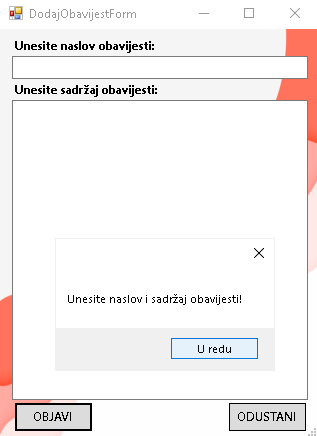 DodajObavijestForm
Unesite naslov obavijesti:
Unesite sadržaj obavijesti:
Unesite naslov i sadržaj obavijesti!
U redu
OBJAVI
ODUSTANI